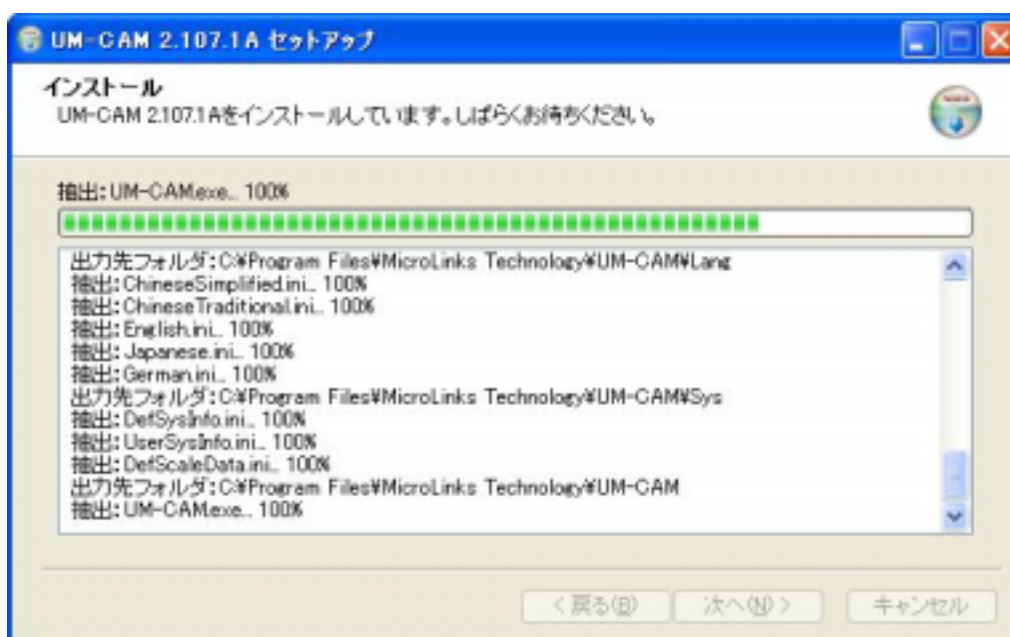 UM-CAM 2.107.1A セットアップ
インストール
UM-CAM 2.107.1Aをインストールしています。しばらくお待ちください。
抽出: UM-CAM.exe... 100%
出力先フォルダ: C:¥Program Files¥MicroLinks Technology¥UM-CAM¥Lang
抽出: ChineseSimplified.ini... 100%
抽出: ChineseTraditional.ini... 100%
抽出: English.ini... 100%
抽出: Japanese.ini... 100%
抽出: German.ini... 100%
出力先フォルダ: C:¥Program Files¥MicroLinks Technology¥UM-CAM¥Sys
抽出: DefSysInfo.ini... 100%
抽出: UserSysInfo.ini... 100%
抽出: DefScaleData.ini... 100%
出力先フォルダ: C:¥Program Files¥MicroLinks Technology¥UM-CAM
抽出: UM-CAM.exe... 100%
< 戻る(B) 次へ(N) > キャンセル